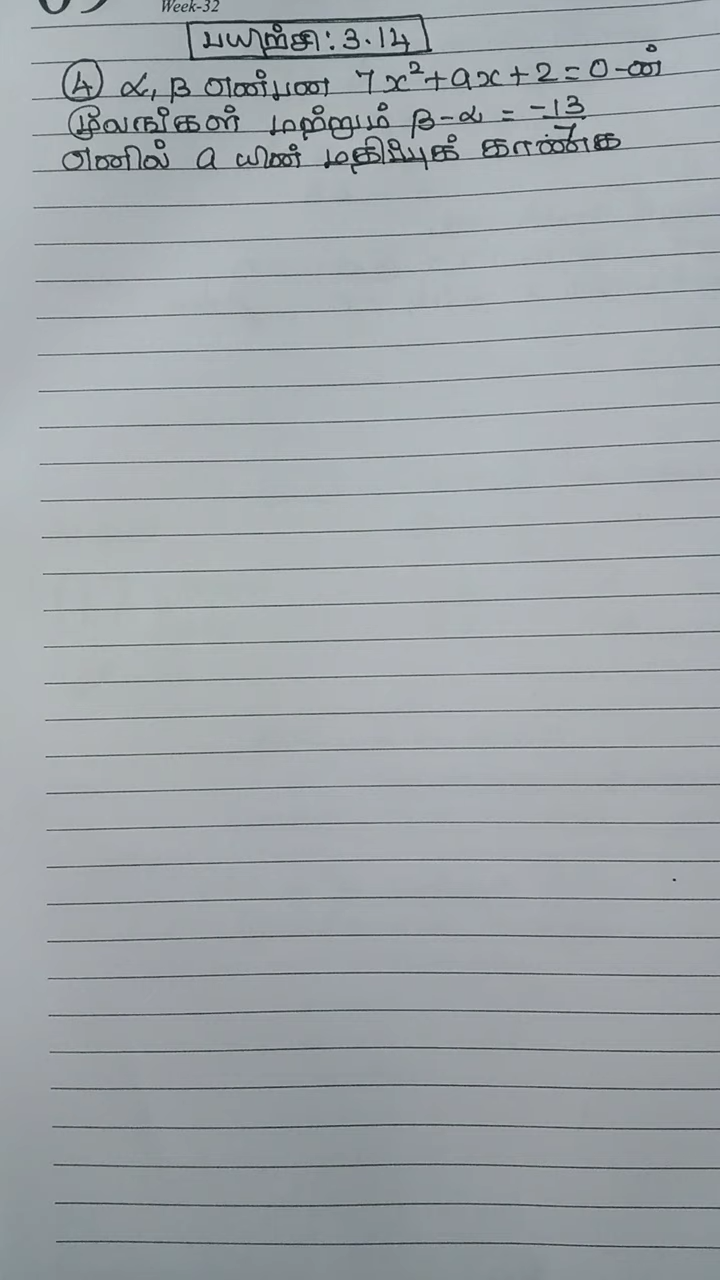 Week-32
பயிற்சி: 3.14
④ α, β என்பன 7x²+ax+2=0-ன்
மூலங்கள் மற்றும் β-α = -13/7
எனில் a யின் மதிப்புக் காண்க